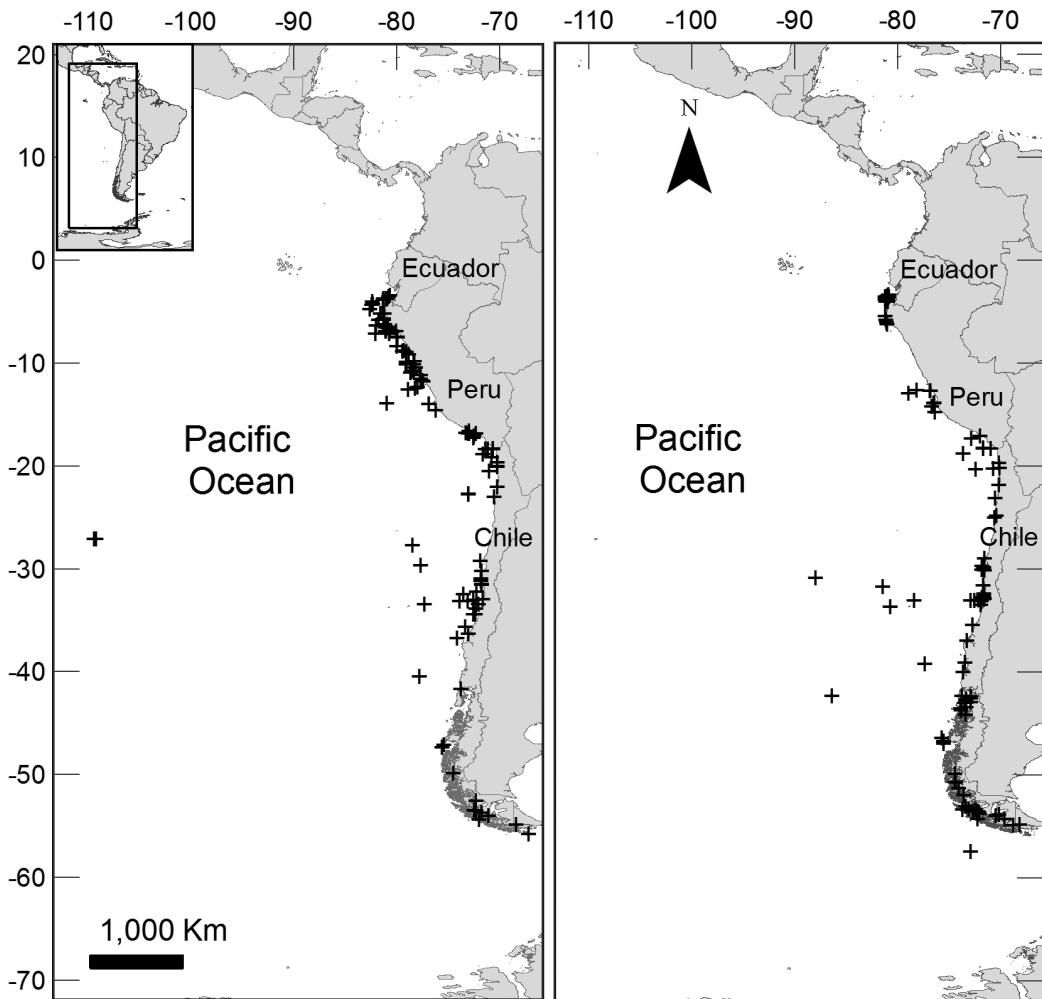 -110 -100 -90 -80 -70 -110 -100 -90 -80 -70
20
N
10
0
Ecuador Ecuador
-10
Peru Peru
Pacific Pacific
Ocean Ocean
-20
Chile Chile
-30
-40
-50
-60
1,000 Km
-70